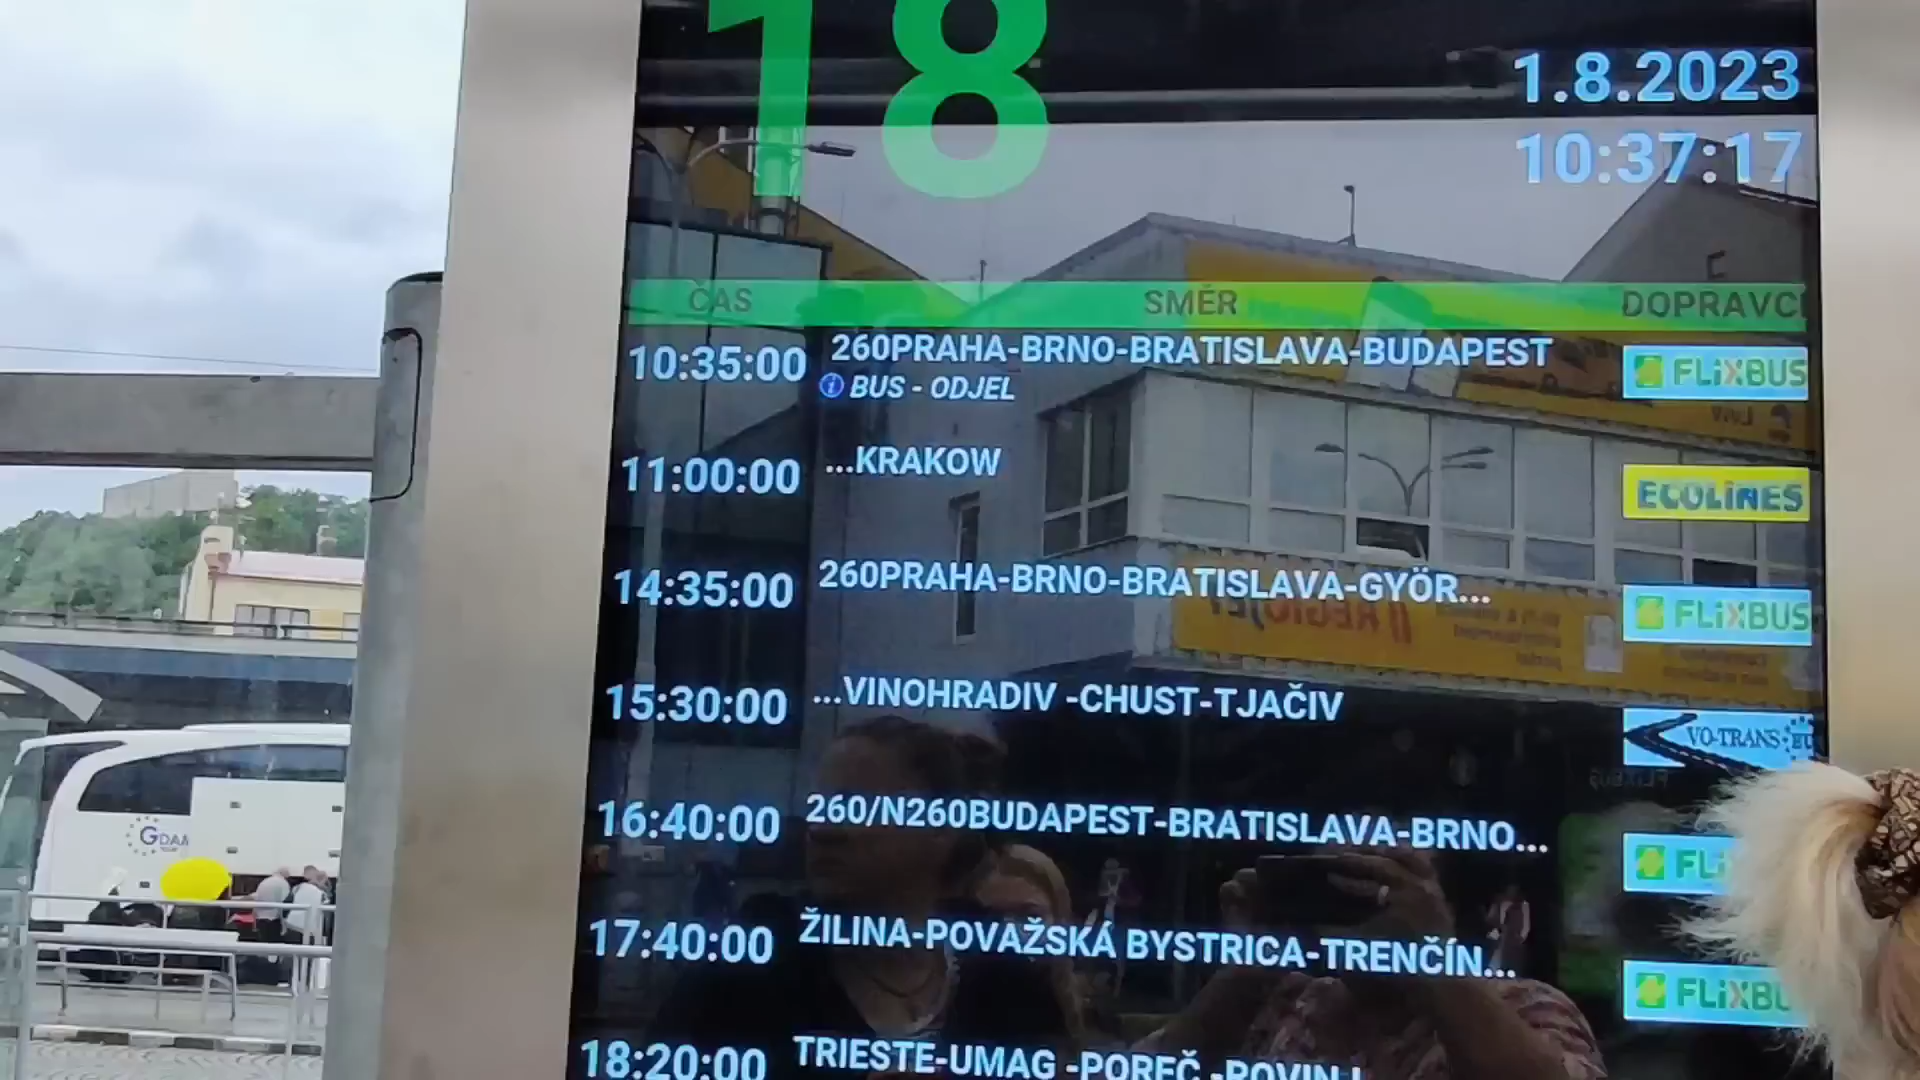 18
1.8.2023
10:37:17
ČAS SMĚR DOPRAVCE
10:35:00 260PRAHA-BRNO-BRATISLAVA-BUDAPEST FLiXBUS
BUS - ODJEL
11:00:00 ...KRAKOW ECOLINES
14:35:00 260PRAHA-BRNO-BRATISLAVA-GYÖR... FLiXBUS
15:30:00 ...VINOHRADIV -CHUST-TJAČIV VO-TRANS
16:40:00 260/N260BUDAPEST-BRATISLAVA-BRNO... FLi
17:40:00 ŽILINA-POVAŽSKÁ BYSTRICA-TRENČÍN... FLiXBU
18:20:00 TRIESTE-UMAG -POREČ
REGIOJET